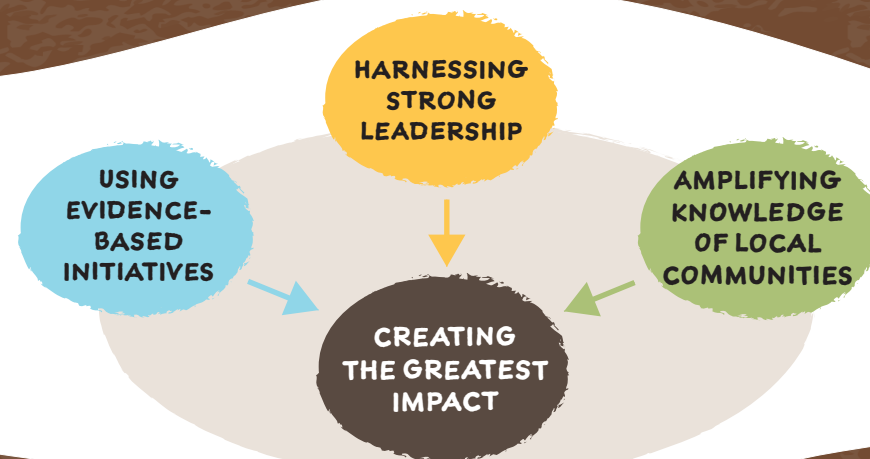 HARNESSING
STRONG
LEADERSHIP
USING
EVIDENCE-
BASED
INITIATIVES
AMPLIFYING
KNOWLEDGE
OF LOCAL
COMMUNITIES
CREATING
THE GREATEST
IMPACT